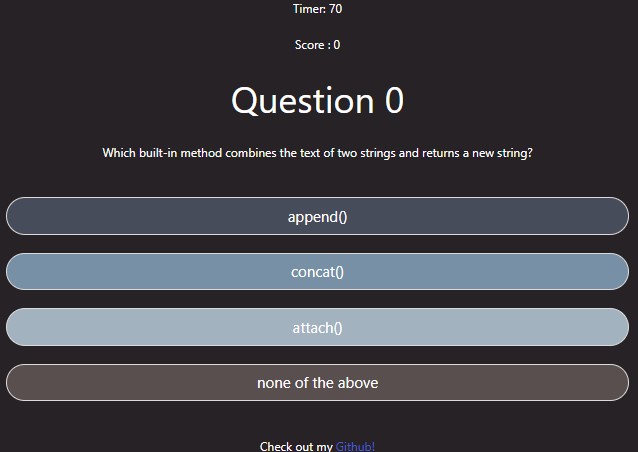 Timer: 70
Score : 0
Question 0
Which built-in method combines the text of two strings and returns a new string?
append()
concat()
attach()
none of the above
Check out my Github!